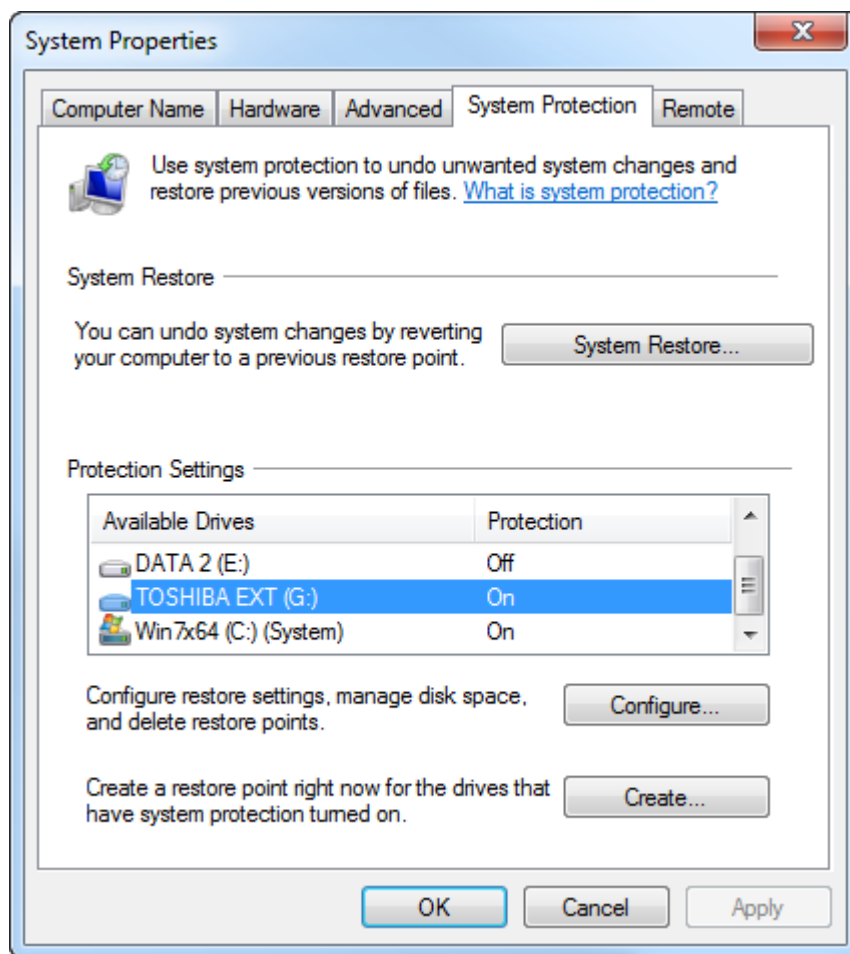 System Properties
Computer Name Hardware Advanced System Protection Remote
Use system protection to undo unwanted system changes and
restore previous versions of files. What is system protection?
System Restore
You can undo system changes by reverting
your computer to a previous restore point.
System Restore...
Protection Settings
Available Drives Protection
DATA 2 (E:) Off
TOSHIBA EXT (G:) On
Win7x64 (C:) (System) On
Configure restore settings, manage disk space,
and delete restore points.
Configure...
Create a restore point right now for the drives that
have system protection turned on.
Create...
OK Cancel Apply